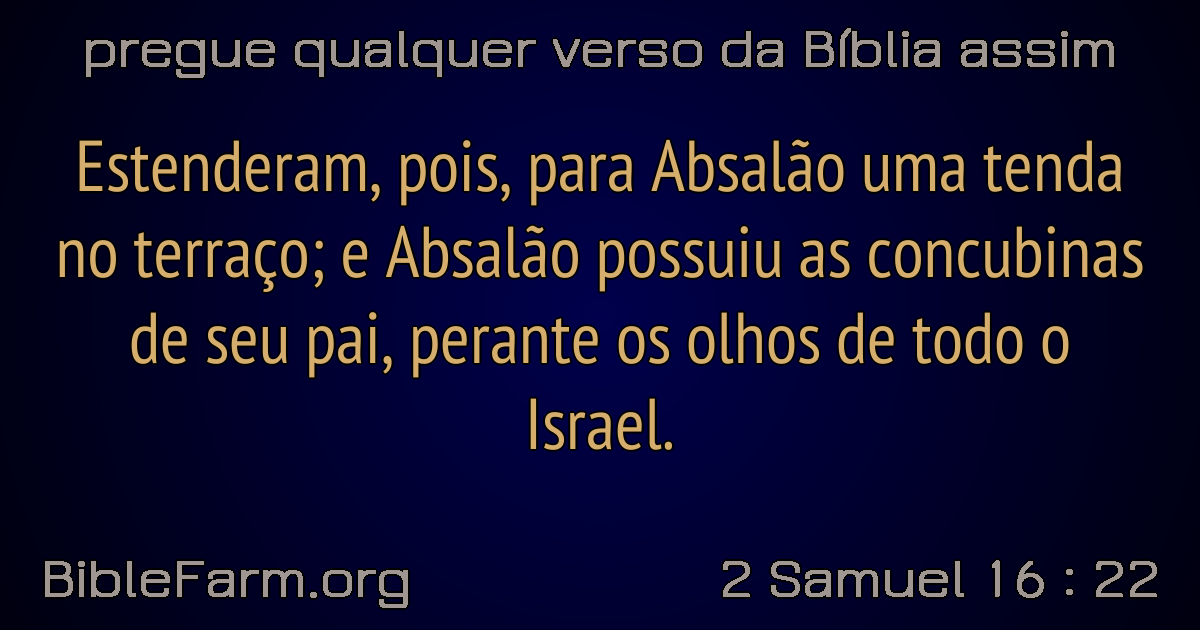 pregue qualquer verso da Bíblia assim
Estenderam, pois, para Absalão uma tenda
no terraço; e Absalão possuiu as concubinas
de seu pai, perante os olhos de todo o
Israel.
BibleFarm.org
2 Samuel 16 : 22